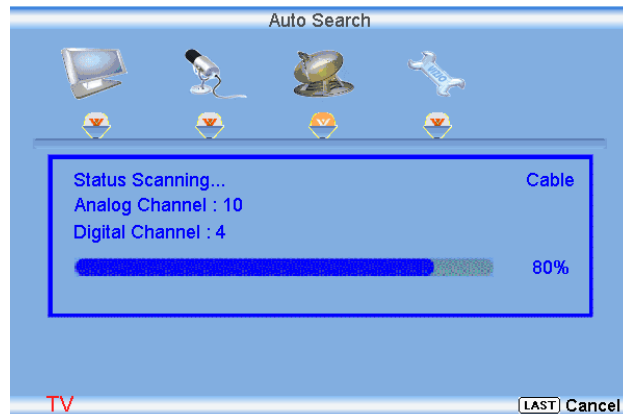 Auto Search
Status Scanning... Cable
Analog Channel : 10
Digital Channel : 4
80%
TV LAST Cancel